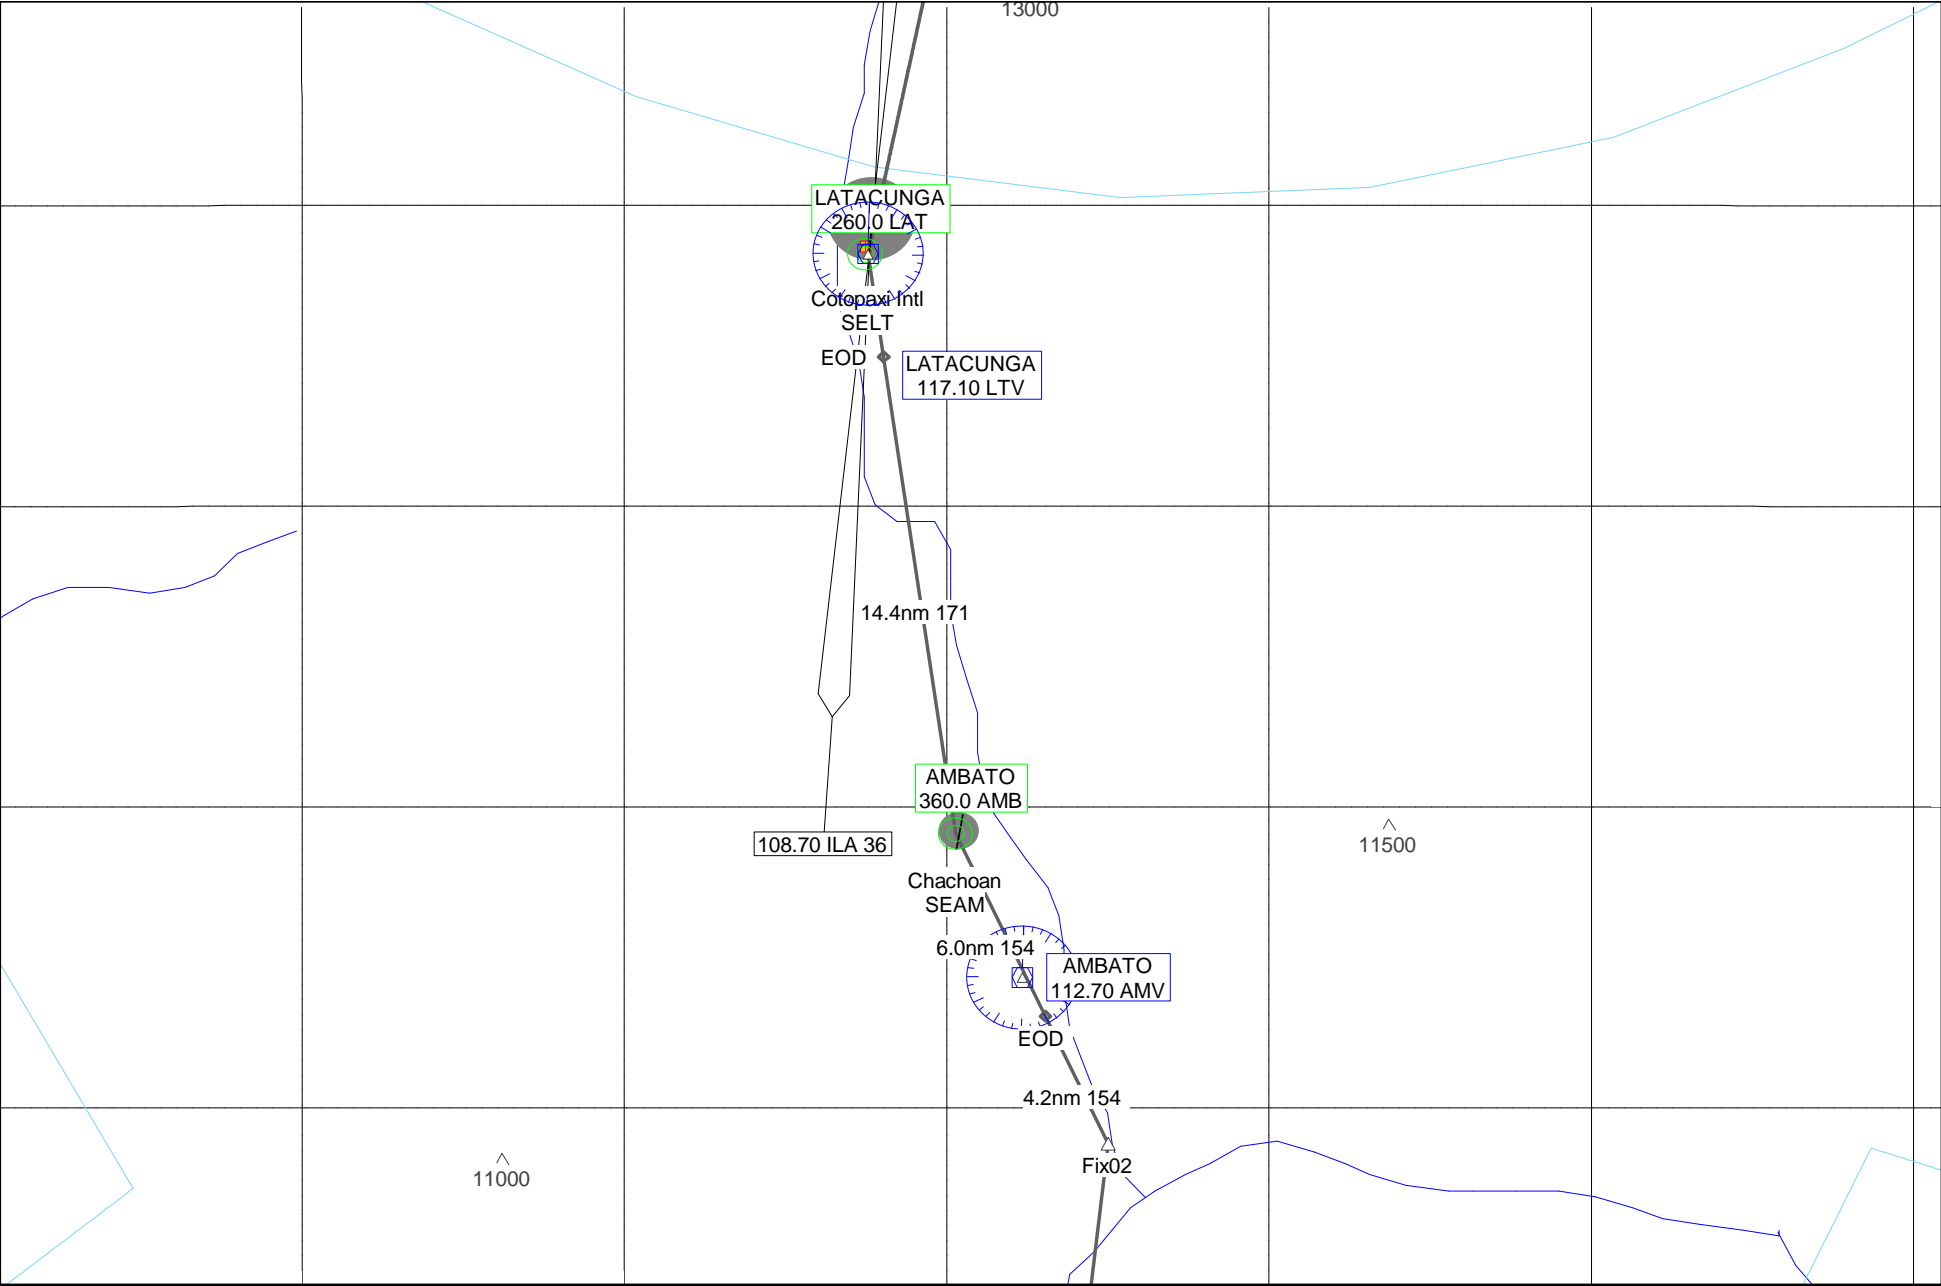 13000
LATACUNGA
260.0 LAT
Cotopaxi Intl
SELT
EOD
LATACUNGA
117.10 LTV
14.4nm 171
AMBATO
360.0 AMB
108.70 ILA 36
11500
Chachoan
SEAM
6.0nm 154
AMBATO
112.70 AMV
EOD
4.2nm 154
Fix02
11000